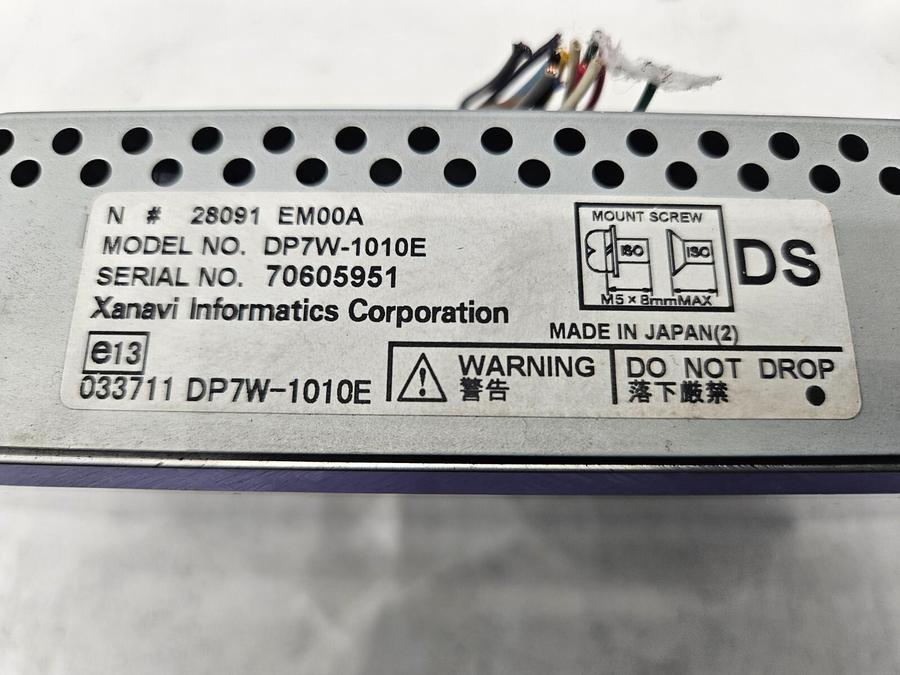 N # 28091 EM00A
MODEL NO. DP7W-1010E
SERIAL NO. 70605951
Xanavi Informatics Corporation
MOUNT SCREW
ISO ISO
M5×8mmMAX
DS
MADE IN JAPAN(2)
e13
033711 DP7W-1010E
WARNING
警告
DO NOT DROP
落下厳禁